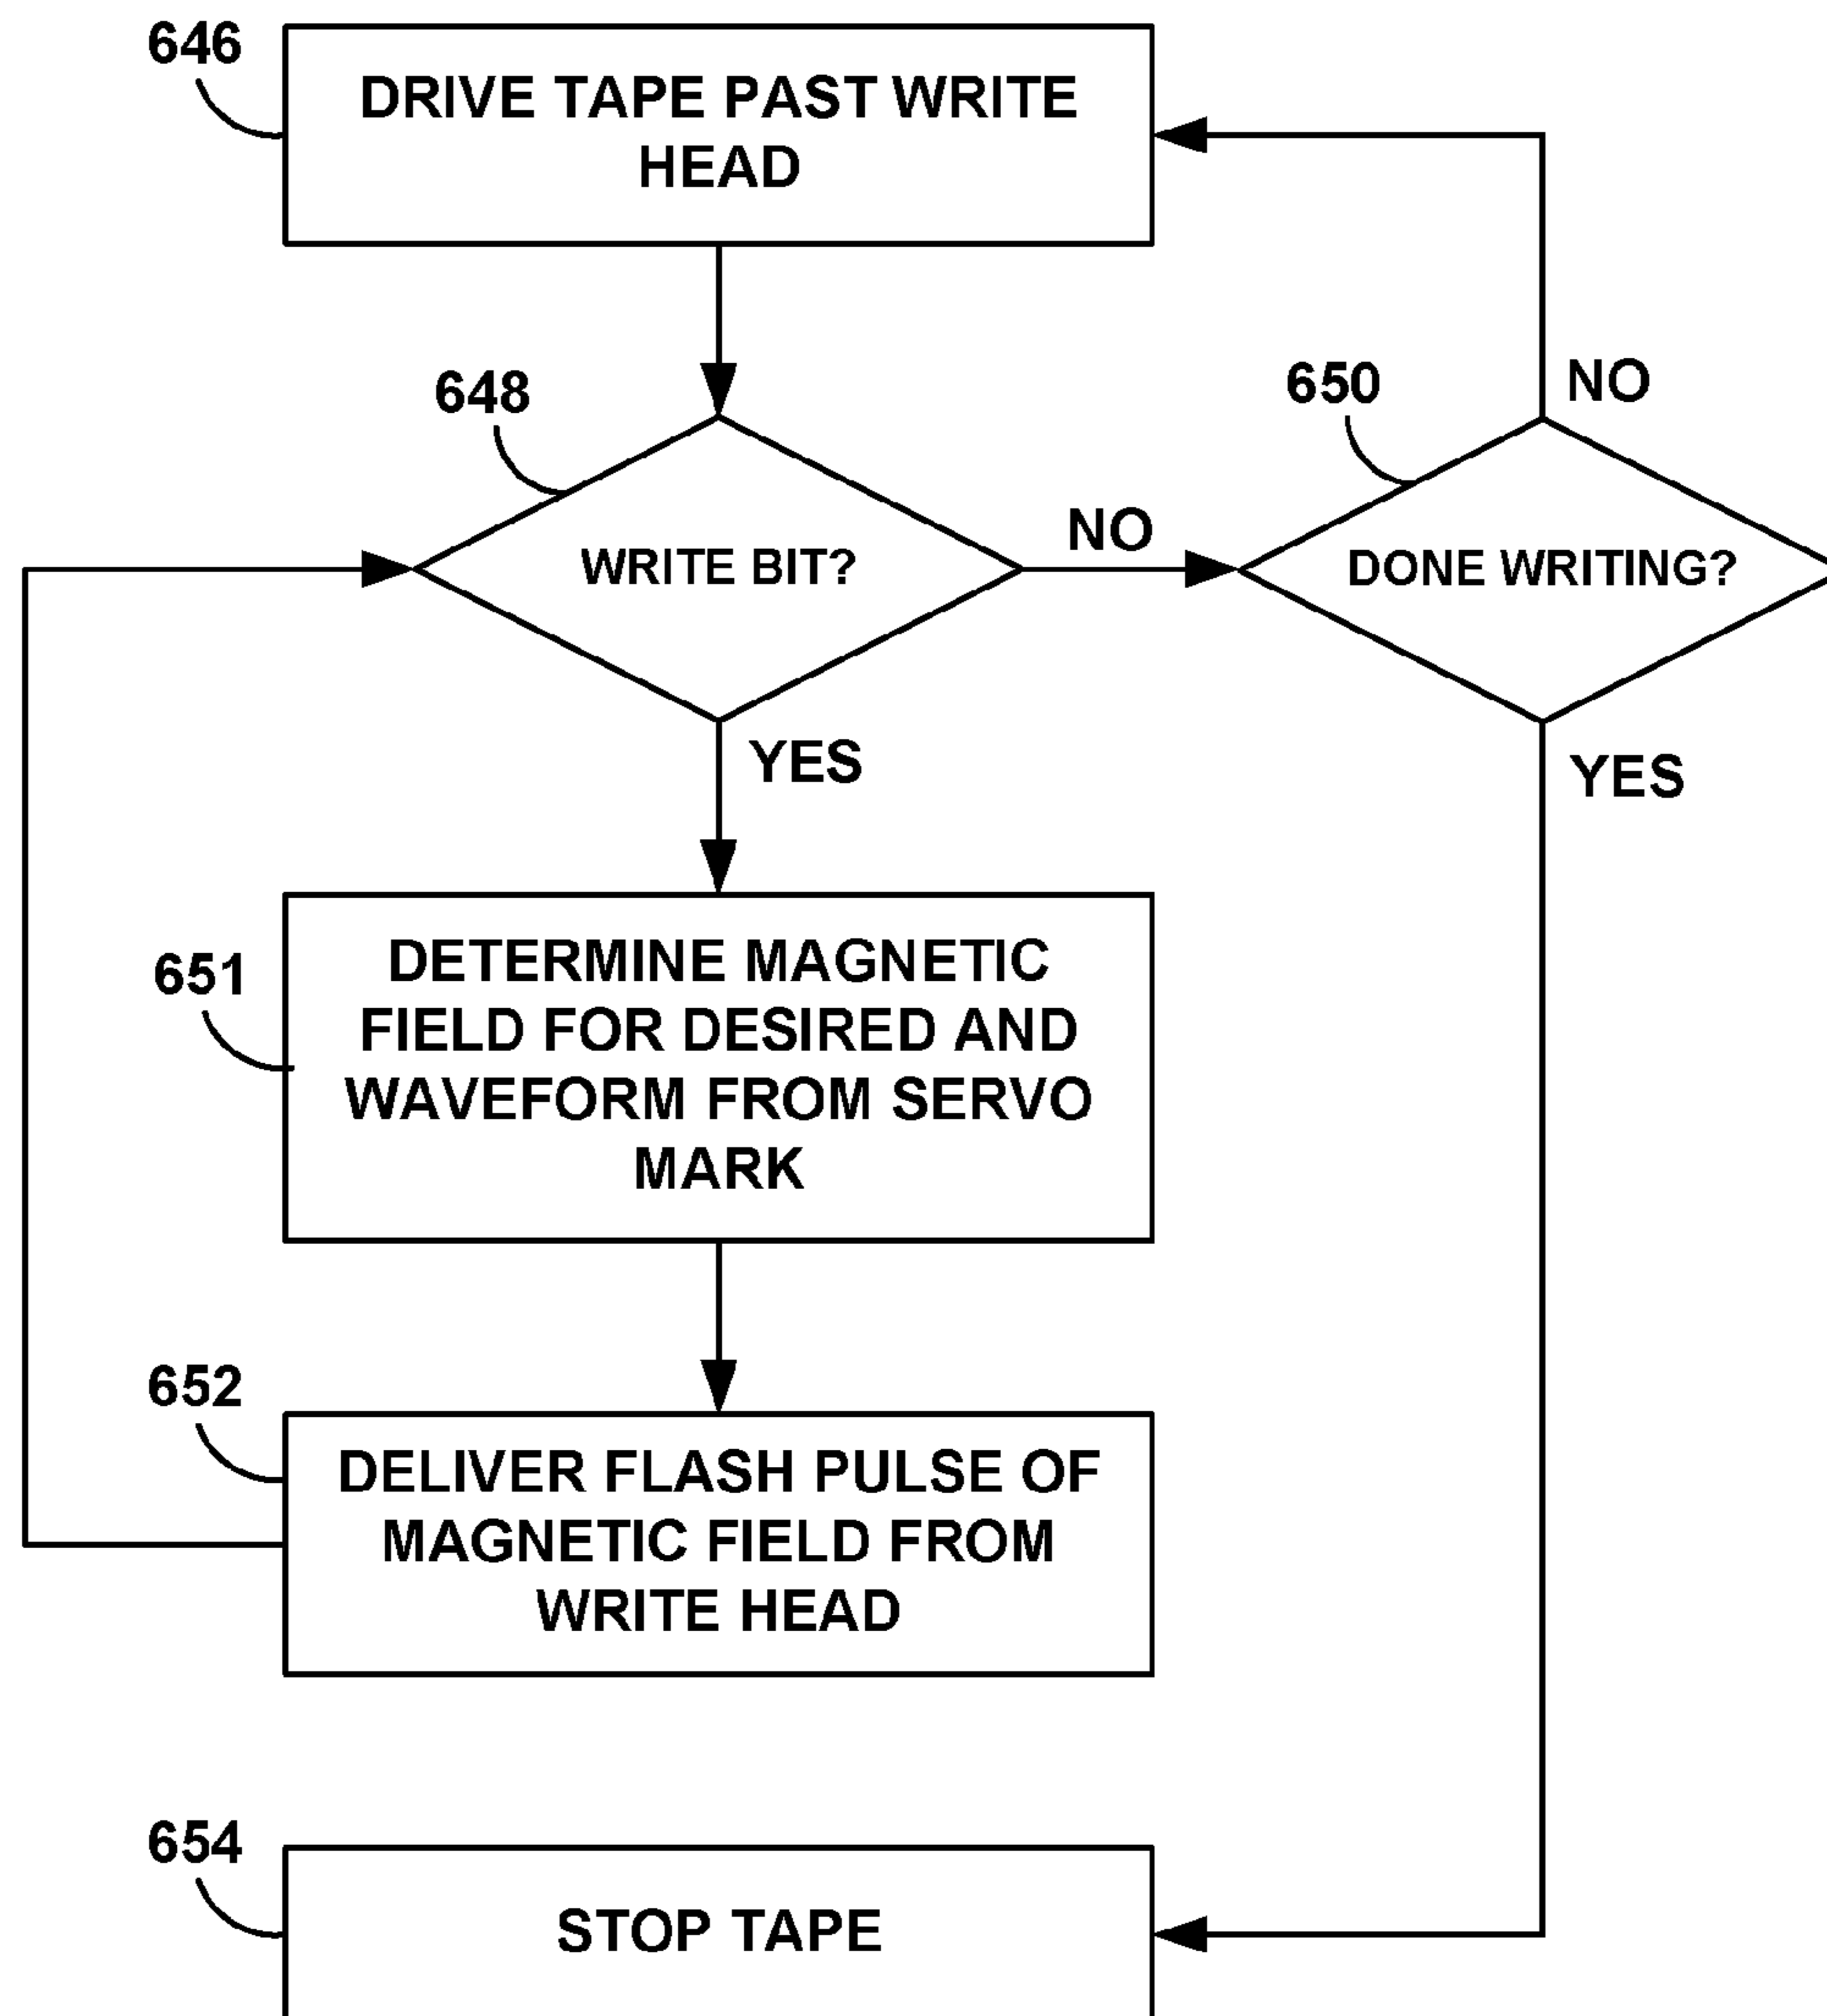 646
DRIVE TAPE PAST WRITE
HEAD
648
WRITE BIT?
NO
650
NO
DONE WRITING?
YES
YES
651
DETERMINE MAGNETIC
FIELD FOR DESIRED AND
WAVEFORM FROM SERVO
MARK
652
DELIVER FLASH PULSE OF
MAGNETIC FIELD FROM
WRITE HEAD
654
STOP TAPE